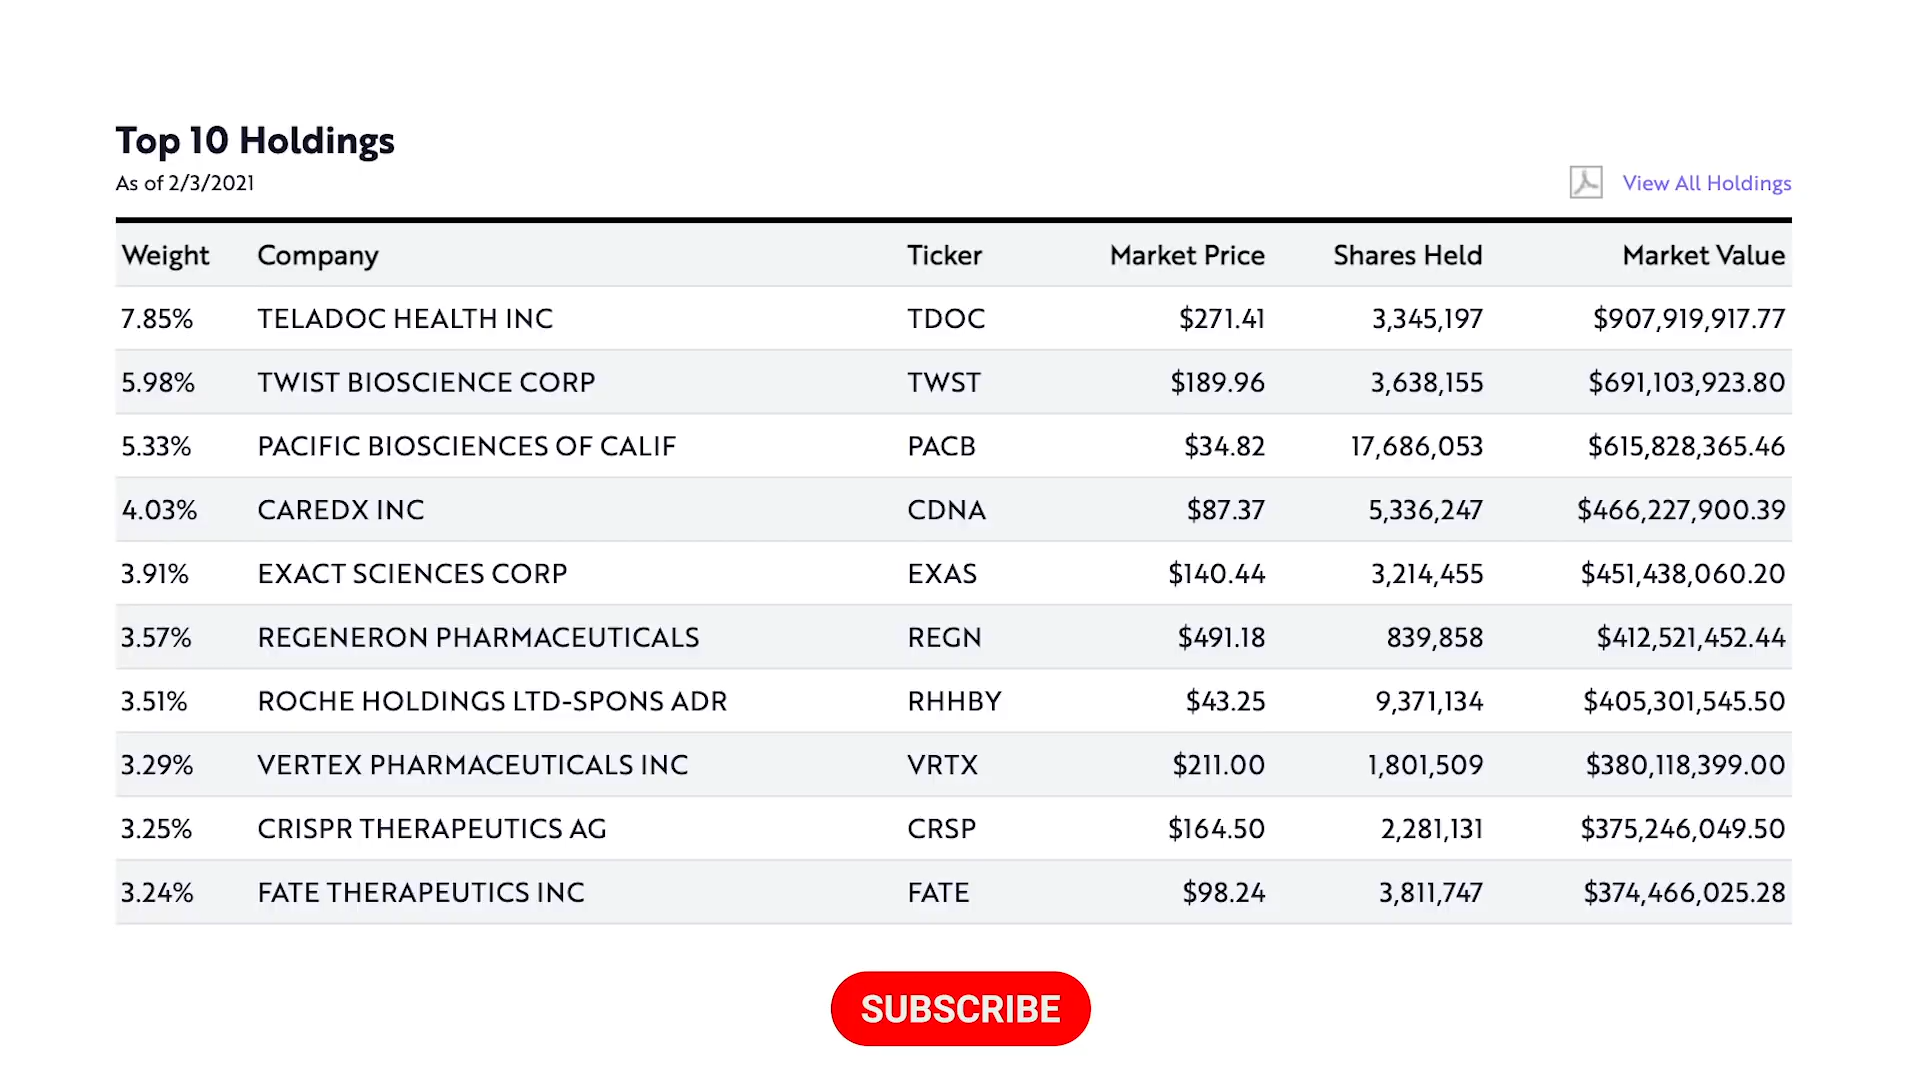 Top 10 Holdings
As of 2/3/2021
View All Holdings
Weight Company Ticker Market Price Shares Held Market Value
7.85% TELADOC HEALTH INC TDOC $271.41 3,345,197 $907,919,917.77
5.98% TWIST BIOSCIENCE CORP TWST $189.96 3,638,155 $691,103,923.80
5.33% PACIFIC BIOSCIENCES OF CALIF PACB $34.82 17,686,053 $615,828,365.46
4.03% CAREDX INC CDNA $87.37 5,336,247 $466,227,900.39
3.91% EXACT SCIENCES CORP EXAS $140.44 3,214,455 $451,438,060.20
3.57% REGENERON PHARMACEUTICALS REGN $491.18 839,858 $412,521,452.44
3.51% ROCHE HOLDINGS LTD-SPONS ADR RHHBY $43.25 9,371,134 $405,301,545.50
3.29% VERTEX PHARMACEUTICALS INC VRTX $211.00 1,801,509 $380,118,399.00
3.25% CRISPR THERAPEUTICS AG CRSP $164.50 2,281,131 $375,246,049.50
3.24% FATE THERAPEUTICS INC FATE $98.24 3,811,747 $374,466,025.28
SUBSCRIBE